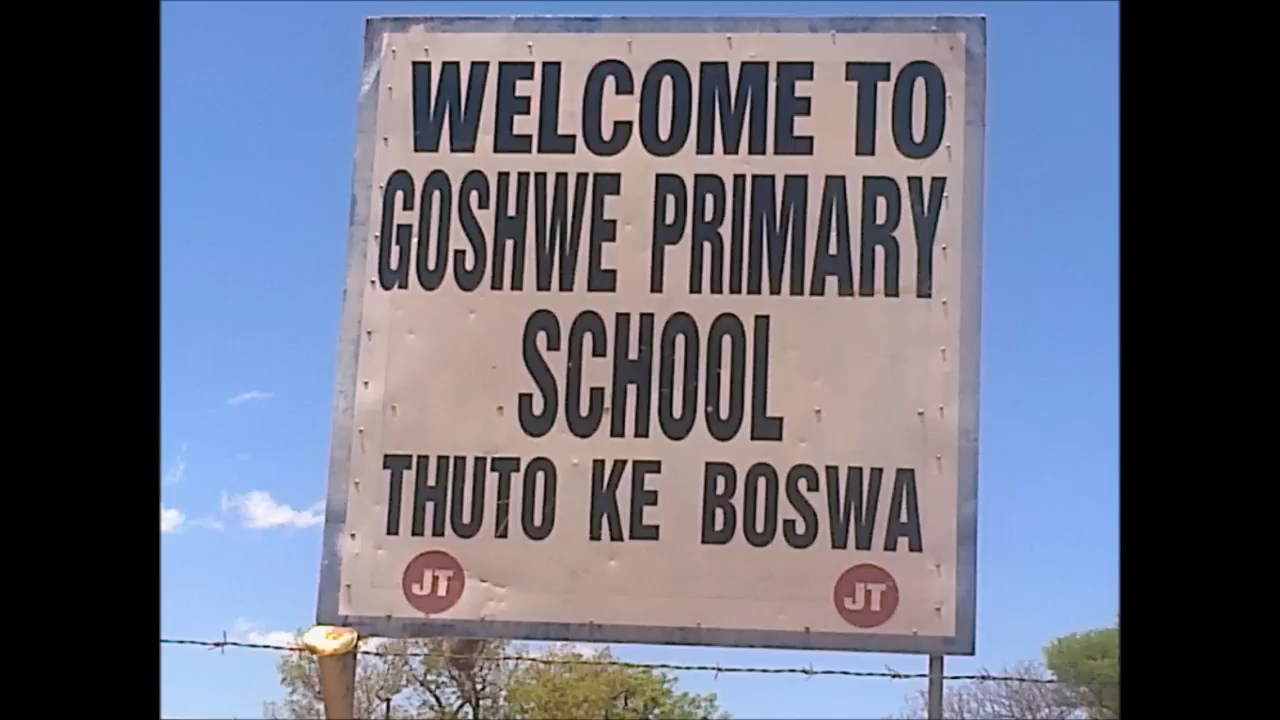 WELCOME TO
GOSHWE PRIMARY
SCHOOL
THUTO KE BOSWA
JT JT